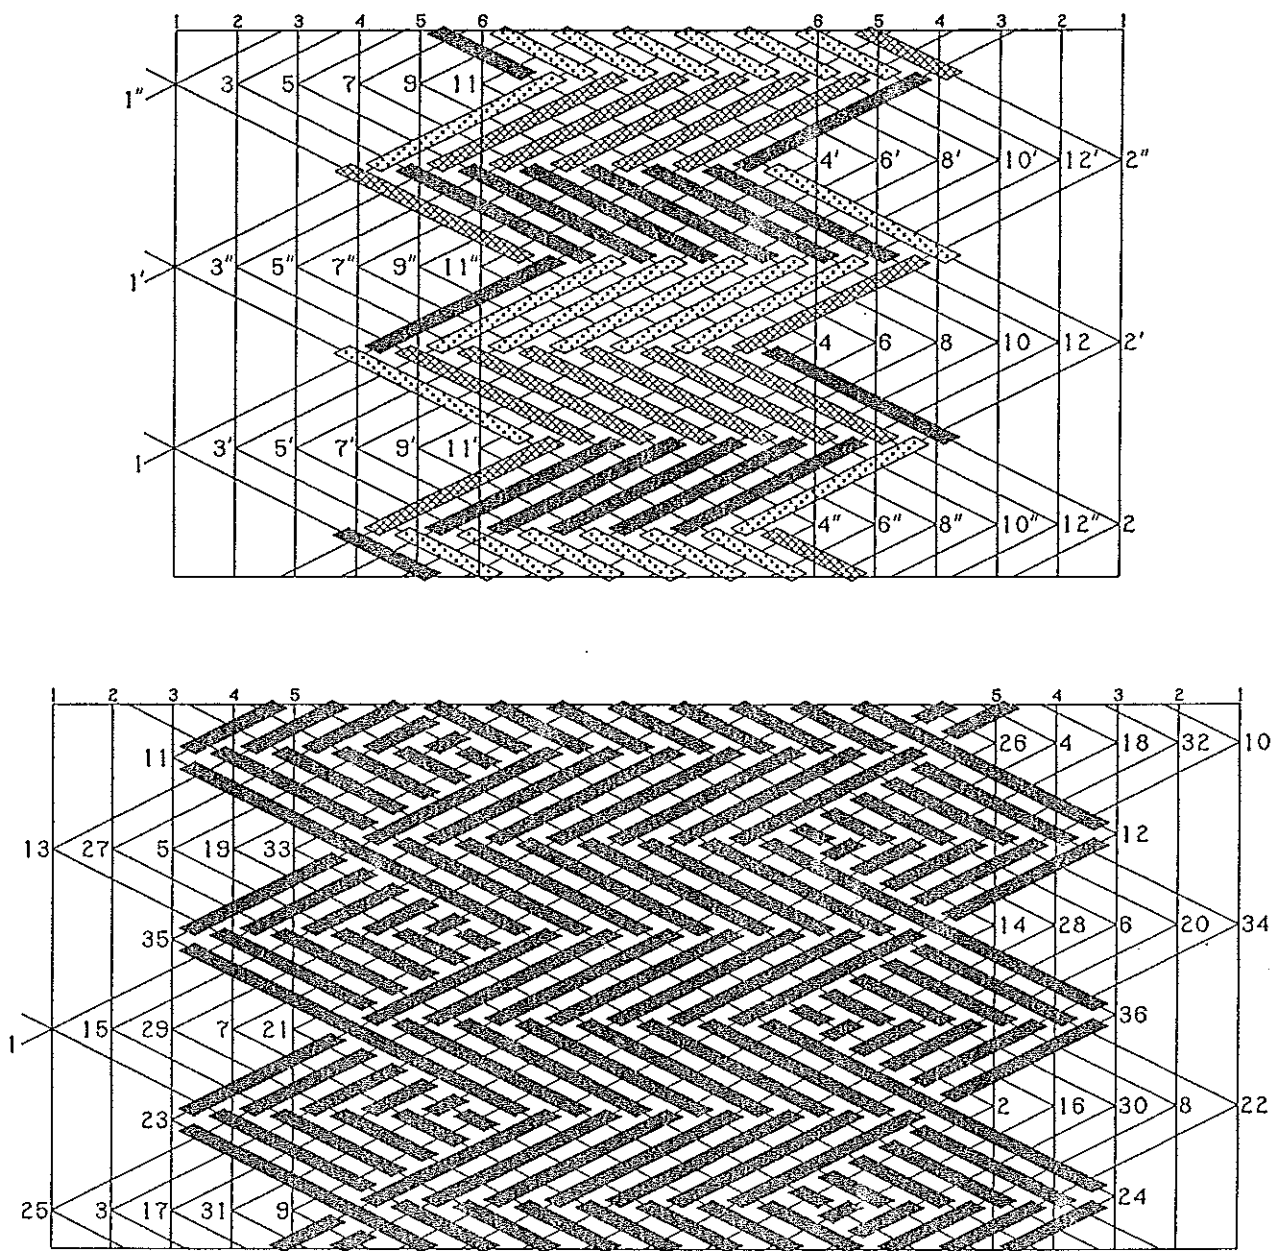 1 2 3 4 5 6 6 5 4 3 2 1
1" 3 5 7 9 11
4' 6' 8' 10' 12' 2"
1' 3" 5" 7" 9" 11"
4 6 8 10 12 2'
1 3' 5' 7' 9' 11'
4" 6" 8" 10" 12" 2
1 2 3 4 5 5 4 3 2 1
26 4 18 32 10
11
12
13 27 5 19 33
14 28 6 20 34
35
36
1 15 29 7 21
2 16 30 8 22
23
24
25 3 17 31 9